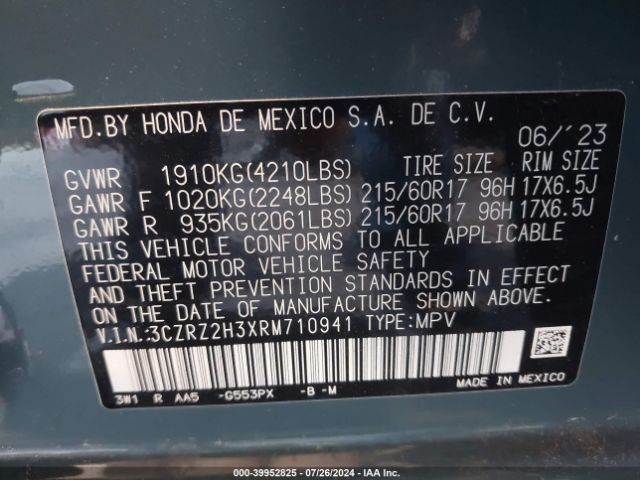 MFD.BY HONDA DE MEXICO S.A. DE C.V.
06/´23
GVWR 1910KG(4210LBS) TIRE SIZE RIM SIZE
GAWR F 1020KG(2248LBS) 215/60R17 96H 17X6.5J
GAWR R 935KG(2061LBS) 215/60R17 96H 17X6.5J
THIS VEHICLE CONFORMS TO ALL APPLICABLE
FEDERAL MOTOR VEHICLE SAFETY
AND THEFT PREVENTION STANDARDS IN EFFECT
ON THE DATE OF MANUFACTURE SHOWN ABOVE.
V.I.N.:3CZRZ2H3XRM710941 TYPE:MPV
3W1 R AA5 -G553PX -B -M
MADE IN MEXICO
0-39952825 - 07/26/2024 - IAA Inc.